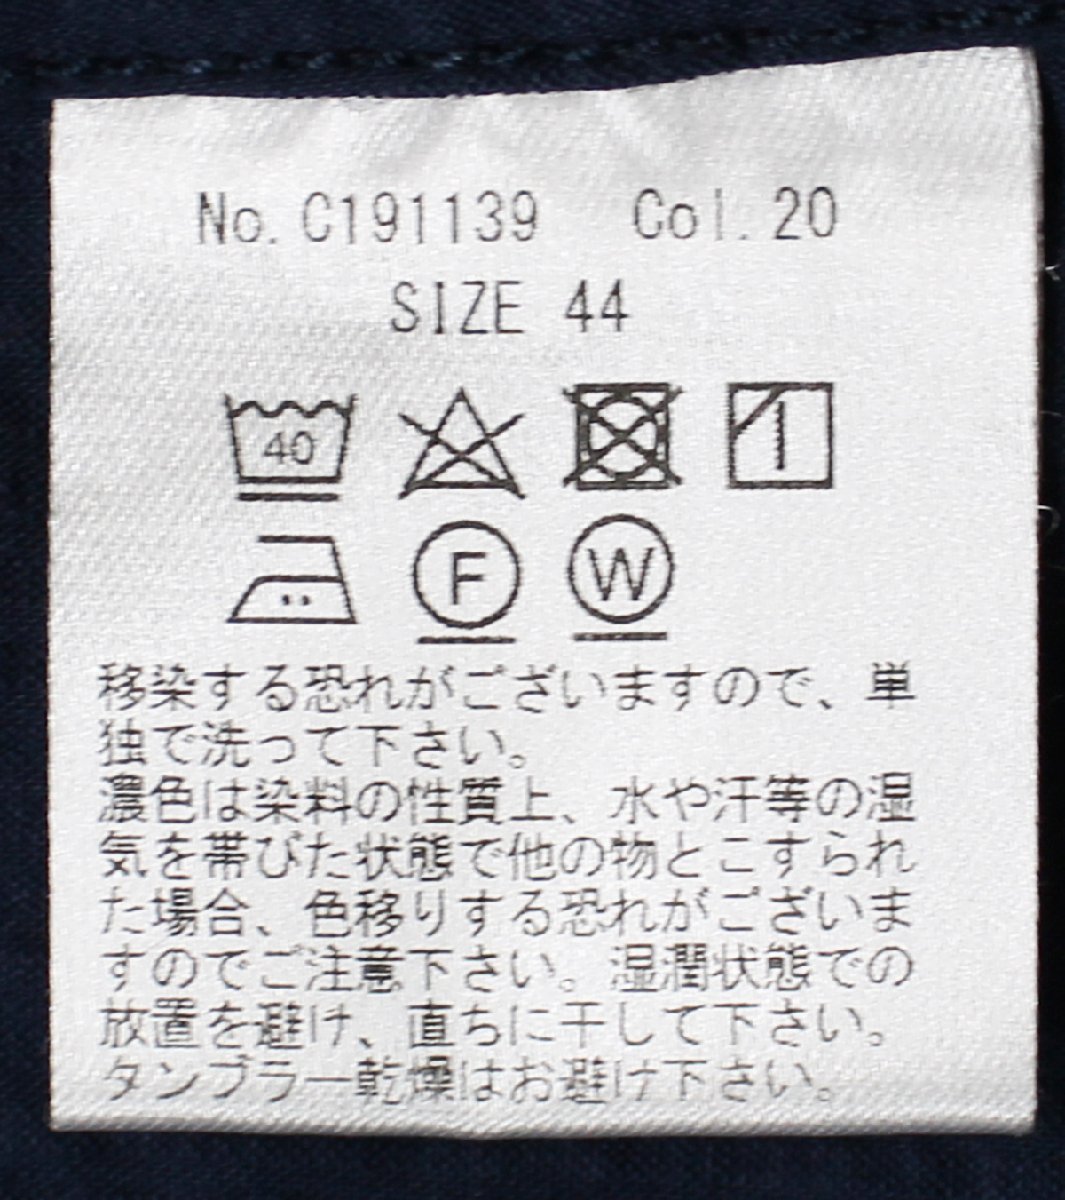 No. C191139 Col. 20
SIZE 44
40
F W
移染する恐れがございますので、単
独で洗って下さい。
濃色は染料の性質上、水や汗等の湿
気を帯びた状態で他の物とこすられ
た場合、色移りする恐れがございま
すのでご注意下さい。湿潤状態での
放置を避け、直ちに干して下さい。
タンブラー乾燥はお避け下さい。